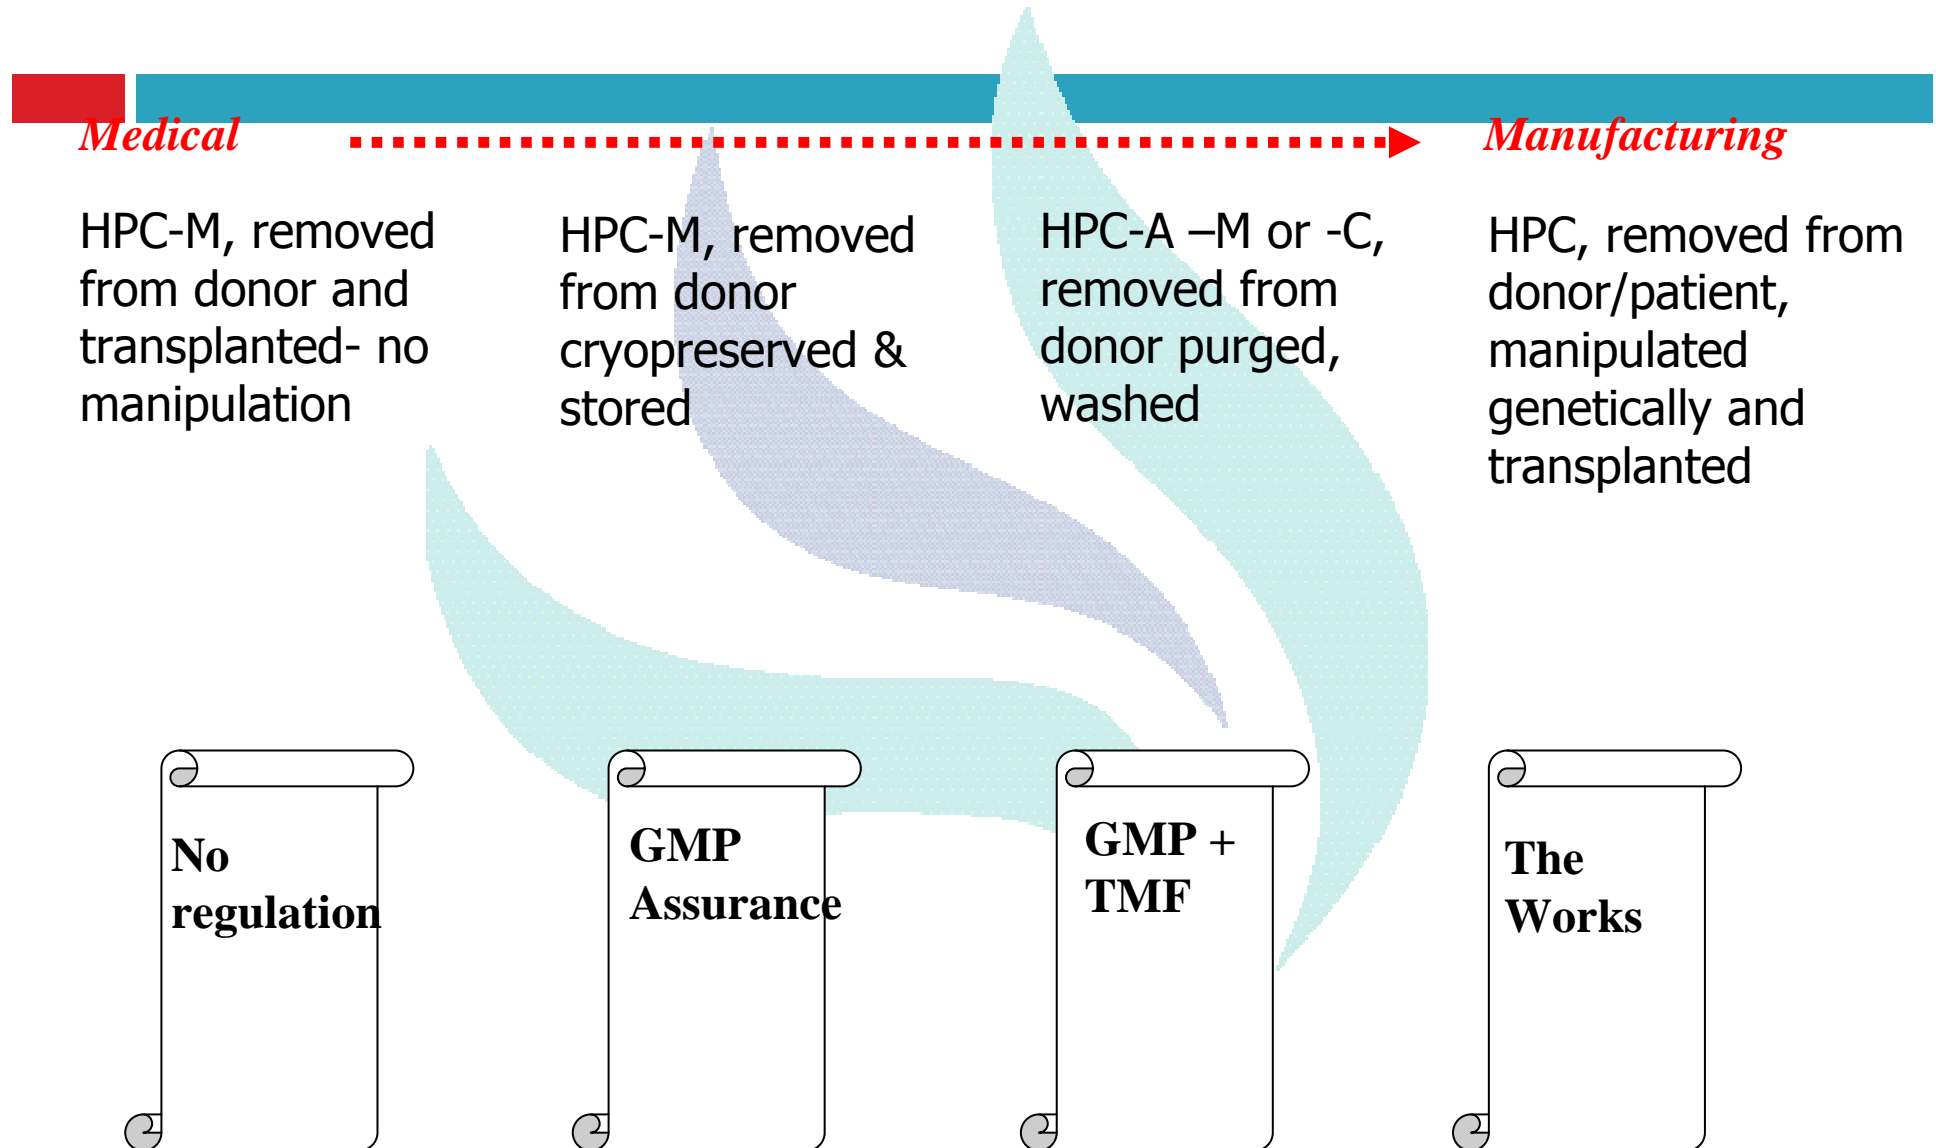 Medical
Manufacturing
HPC-M, removed
from donor and
transplanted- no
manipulation
HPC-M, removed
from donor
cryopreserved &
stored
HPC-A –M or -C,
removed from
donor purged,
washed
HPC, removed from
donor/patient,
manipulated
genetically and
transplanted
No
regulation
GMP
Assurance
GMP +
TMF
The
Works